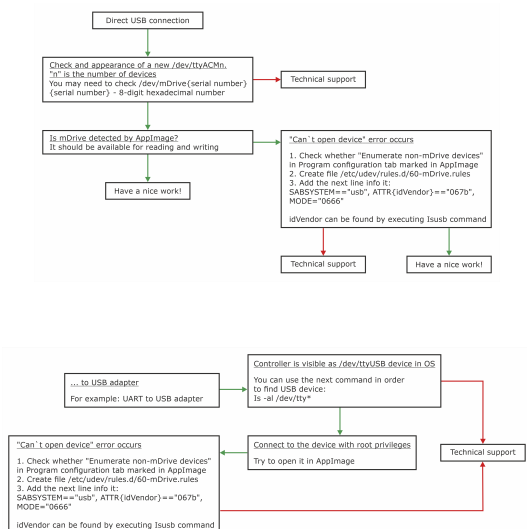 Direct USB connection
Check and appearance of a new /dev/ttyACMn.
"n" is the number of devices
You may need to check /dev/mDrive{serial number}
{serial number} - 8-digit hexadecimal number
Technical support
Is mDrive detected by AppImage?
It should be available for reading and writing
Have a nice work!
"Can`t open device" error occurs
1. Check whether "Enumerate non-mDrive devices"
in Program configuration tab marked in AppImage
2. Create file /etc/udev/rules.d/60-mDrive.rules
3. Add the next line info it:
SABSYSTEM=="usb", ATTR{idVendor}=="067b",
MODE="0666"
idVendor can be found by executing Isusb command
Technical support
Have a nice work!
... to USB adapter
For example: UART to USB adapter
Controller is visible as /dev/ttyUSB device in OS
You can use the next command in order
to find USB device:
Is -al /dev/tty*
Technical support
Connect to the device with root privileges
Try to open it in AppImage
"Can`t open device" error occurs
1. Check whether "Enumerate non-mDrive devices"
in Program configuration tab marked in AppImage
2. Create file /etc/udev/rules.d/60-mDrive.rules
3. Add the next line info it:
SABSYSTEM=="usb", ATTR{idVendor}=="067b",
MODE="0666"
idVendor can be found by executing Isusb command